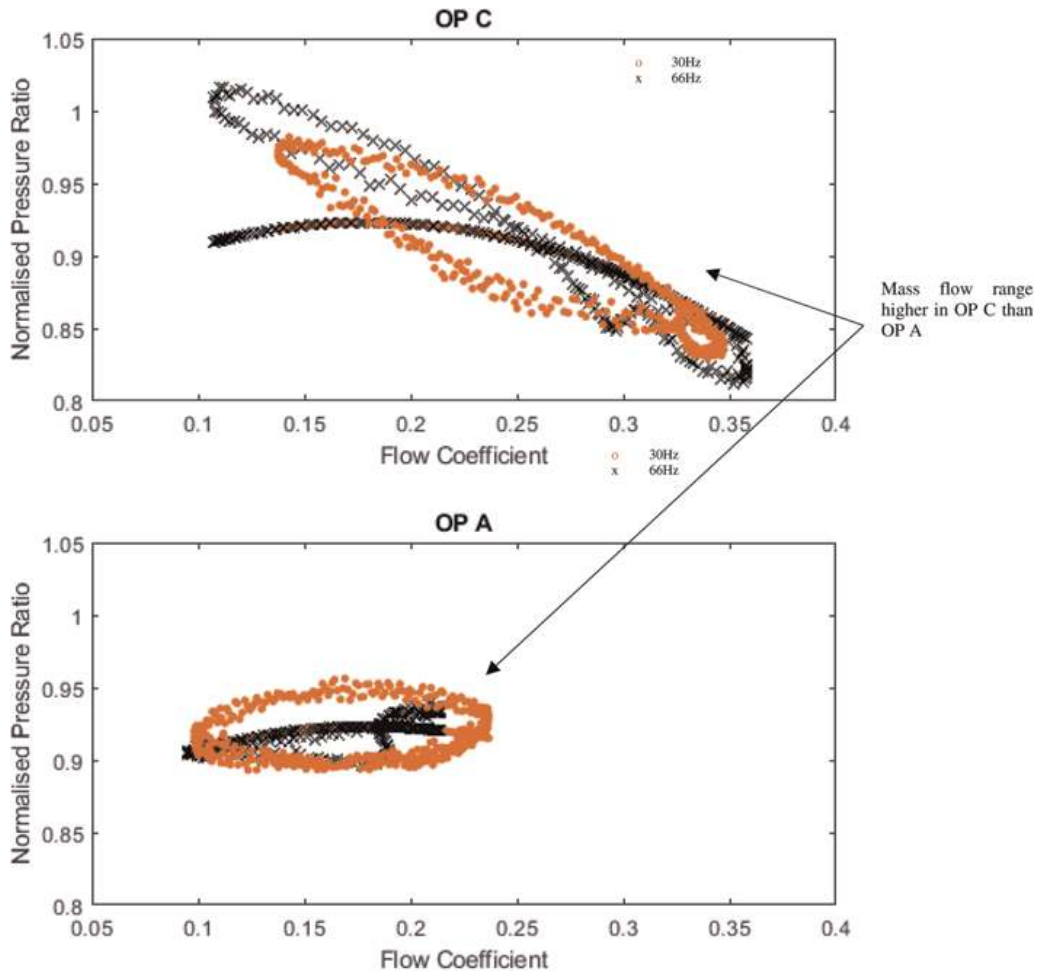 OP C
Normalised Pressure Ratio
1.05
1
0.95
0.9
0.85
0.8
o 30Hz
x 66Hz
0.05 0.1 0.15 0.2 0.25 0.3 0.35 0.4
Flow Coefficient
Mass flow range
higher in OP C than
OP A
o 30Hz
x 66Hz
OP A
Normalised Pressure Ratio
1.05
1
0.95
0.9
0.85
0.8
0.05 0.1 0.15 0.2 0.25 0.3 0.35 0.4
Flow Coefficient